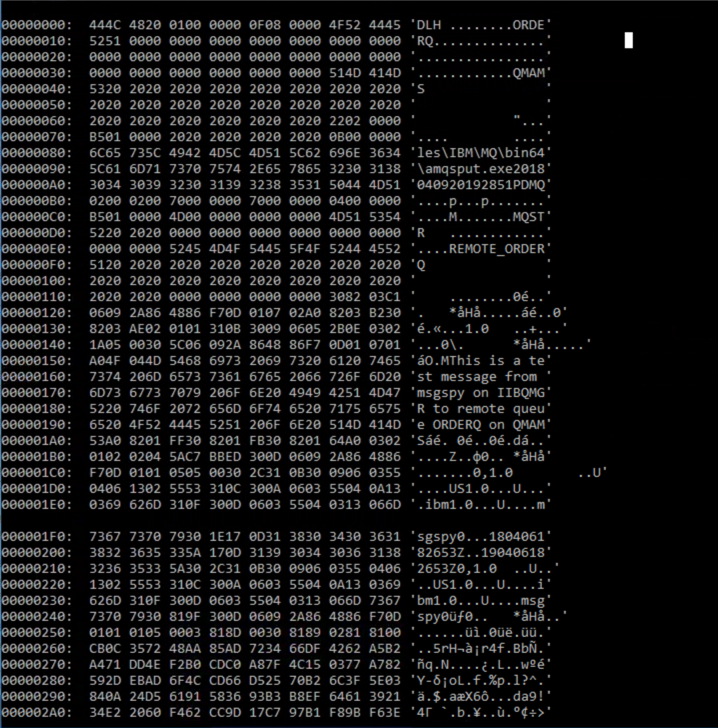 00000000:  444C 4820 0100 0000 0F08 0000 4F52 4445 'DLH ........ORDE'
00000010:  5251 0000 0000 0000 0000 0000 0000 0000 'RQ..............'
00000020:  0000 0000 0000 0000 0000 0000 0000 0000 '................'
00000030:  0000 0000 0000 0000 0000 0000 514D 414D '............QMAM'
00000040:  5320 2020 2020 2020 2020 2020 2020 2020 'S               '
00000050:  2020 2020 2020 2020 2020 2020 2020 2020 '                '
00000060:  2020 2020 2020 2020 2020 2020 2202 0000 '            "...'
00000070:  B501 0000 2020 2020 2020 2020 0B00 0000 '....        ....'
00000080:  6C65 735C 4942 4D5C 4D51 5C62 696E 3634 'les\IBM\MQ\bin64'
00000090:  5C61 6D71 7370 7574 2E65 7865 3230 3138 '\amqsput.exe2018'
000000A0:  3034 3039 3230 3139 3238 3531 5044 4D51 '040920192851PDMQ'
000000B0:  0200 0200 7000 0000 7000 0000 0400 0000 '....p...p.......'
000000C0:  B501 0000 4D00 0000 0000 0000 4D51 5354 '....M.......MQST'
000000D0:  5220 2020 0000 0000 0000 0000 0000 0000 'R   ............'
000000E0:  0000 0000 5245 4D4F 5445 5F4F 5244 4552 '....REMOTE_ORDER'
000000F0:  5120 2020 2020 2020 2020 2020 2020 2020 'Q               '
00000100:  2020 2020 2020 2020 2020 2020 2020 2020 '                '
00000110:  2020 2020 0000 0000 0000 0000 3082 03C1 '    ........0é..'
00000120:  0609 2A86 4886 F70D 0107 02A0 8203 B230 '.  *åHå.....áé..0'
00000130:  8203 AE02 0101 310B 3009 0605 2B0E 0302 'é.«...1.0  ..+...'
00000140:  1A05 0030 5C06 092A 8648 86F7 0D01 0701 '...0\.    *åHå.....'
00000150:  A04F 044D 5468 6973 2069 7320 6120 7465 'áO.MThis is a te'
00000160:  7374 206D 6573 7361 6765 2066 726F 6D20 'st message from '
00000170:  6D73 6773 7079 206F 6E20 4949 4251 4D47 'msgspy on IIBQMG'
00000180:  5220 746F 2072 656D 6F74 6520 7175 6575 'R to remote queu'
00000190:  6520 4F52 4445 5251 206F 6E20 514D 414D 'e ORDERQ on QMAM'
000001A0:  53A0 8201 FF30 8201 FB30 8201 64A0 0302 'Sáé. 0é..0é.dá..'
000001B0:  0102 0204 5AC7 BBED 300D 0609 2A86 4886 '....Z..φ0..  *åHå'
000001C0:  F70D 0101 0505 0030 2C31 0B30 0906 0355 '.......0,1.0      ..U'
000001D0:  0406 1302 5553 310C 300A 0603 5504 0A13 '....US1.0...U...'
000001E0:  0369 626D 310F 300D 0603 5504 0313 066D '.ibm1.0...U....m'
000001F0:  7367 7370 7930 1E17 0D31 3830 3430 3631 'sgspy0...1804061'
00000200:  3832 3635 335A 170D 3139 3034 3036 3138 '82653Z..19040618'
00000210:  3236 3533 5A30 2C31 0B30 0906 0355 0406 '2653Z0,1.0  ..U..'
00000220:  1302 5553 310C 300A 0603 5504 0A13 0369 '..US1.0...U....i'
00000230:  626D 310F 300D 0603 5504 0313 066D 7367 'bm1.0...U....msg'
00000240:  7370 7930 819F 300D 0609 2A86 4886 F70D 'spy0üƒ0..   *åHå..'
00000250:  0101 0105 0003 818D 0030 8189 0281 8100 '......üì.0üë.üü.'
00000260:  CB0C 3572 48AA 85AD 7234 66DF 4262 A5B2 '..5rH¬à¡r4f.BbÑ.'
00000270:  A471 DD4E F2B0 CDC0 A87F 4C15 0377 A782 'ñq.N....¿.L..wºé'
00000280:  592D EBAD 6F4C CD66 D525 70B2 6C3F 5E03 'Y-δ¡oL.f.%p.l?^.'
00000290:  840A 24D5 6191 5836 93B3 B8EF 6461 3921 'ä.$.aæX6ô..da9!'
000002A0:  34E2 2060 F462 CC9D 17C7 97B1 F89B F63E '4Γ `.b.¥..ù.°¢÷>'